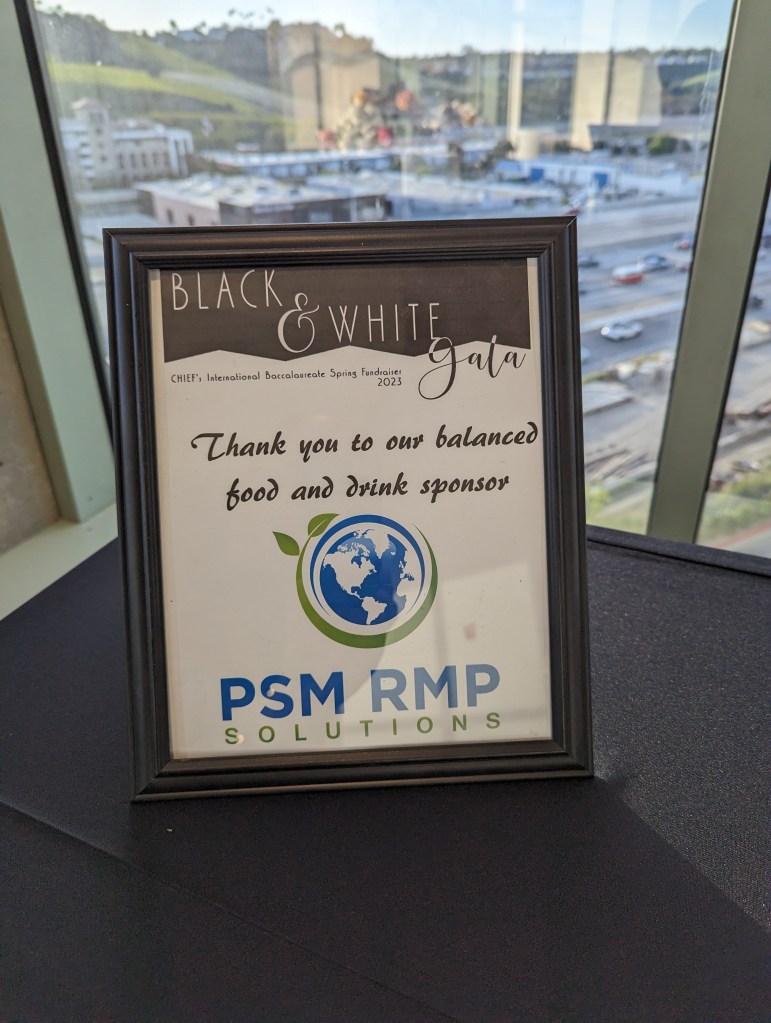 BLACK
& WHITE
gala
CHIEF's International Baccalaureate Spring Fundraiser
2023
Thank you to our balanced
food and drink sponsor
PSM RMP
SOLUTIONS